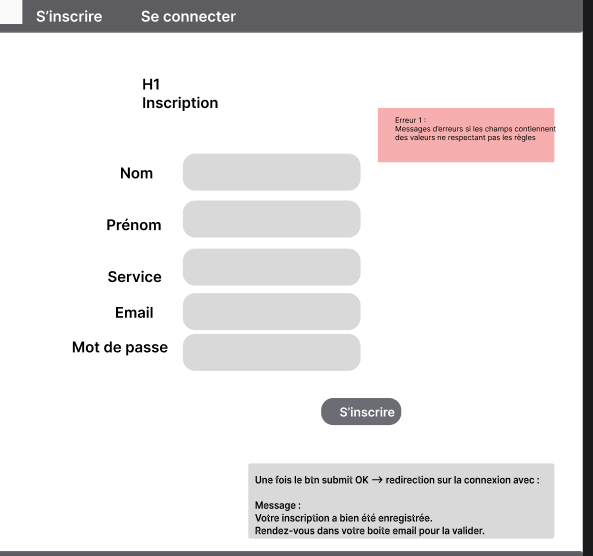 S'inscrire Se connecter
H1
Inscription
Erreur 1 :
Messages d'erreurs si les champs contiennent
des valeurs ne respectant pas les règles
Nom
Prénom
Service
Email
Mot de passe
S'inscrire
Une fois le btn submit OK --> redirection sur la connexion avec :
Message :
Votre inscription a bien été enregistrée.
Rendez-vous dans votre boite email pour la valider.